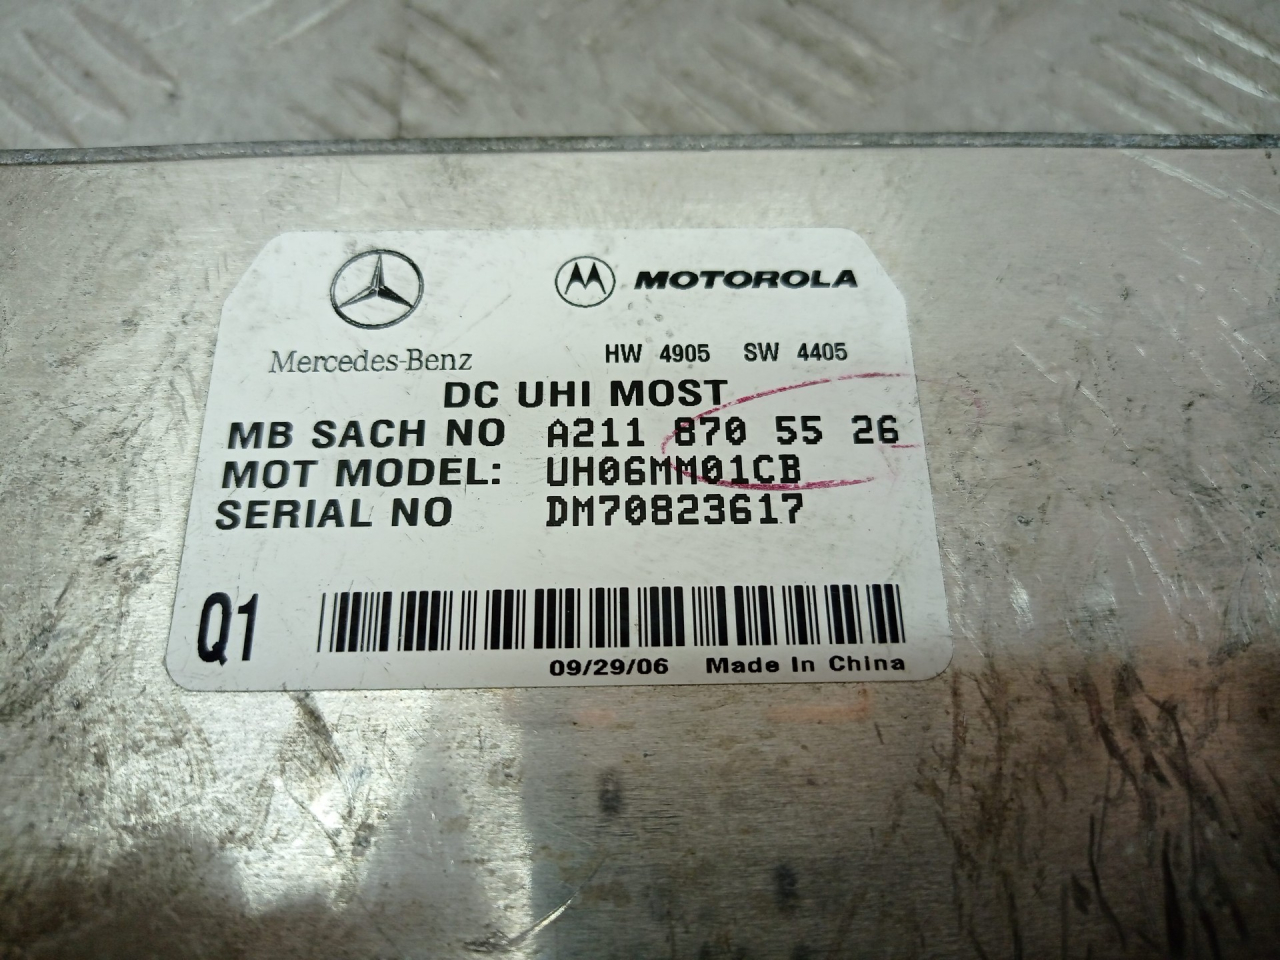 MOTOROLA
Mercedes-Benz
HW 4905 SW 4405
DC UHI MOST
MB SACH NO A211 870 55 26
MOT MODEL: UH06MM01CB
SERIAL NO DM70823617
Q1
09/29/06 Made In China